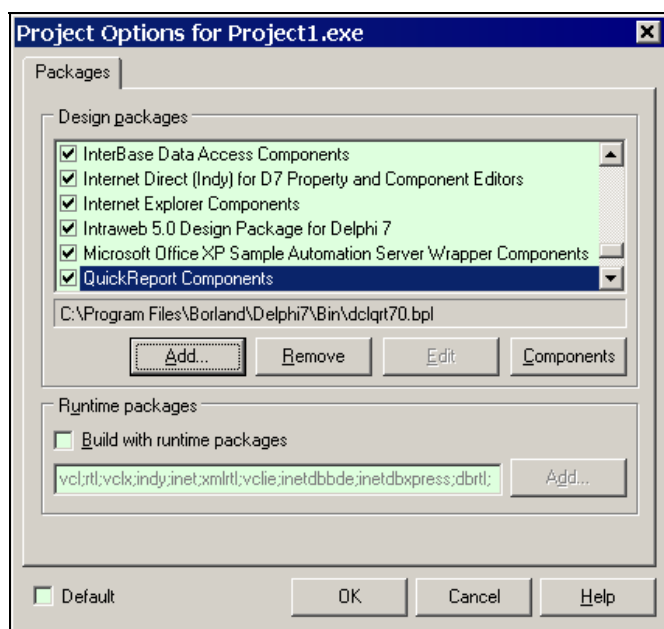 Project Options for Project1.exe
Packages
Design packages
InterBase Data Access Components
Internet Direct (Indy) for D7 Property and Component Editors
Internet Explorer Components
Intraweb 5.0 Design Package for Delphi 7
Microsoft Office XP Sample Automation Server Wrapper Components
QuickReport Components
C:\Program Files\Borland\Delphi7\Bin\dclqrt70.bpl
Add... Remove Edit Components
Runtime packages
Build with runtime packages
vcl;rtl;vclx;indy;inet;xmlrtl;vclie;inetdbbde;inetdbxpress;dbrtl; Add...
Default OK Cancel Help